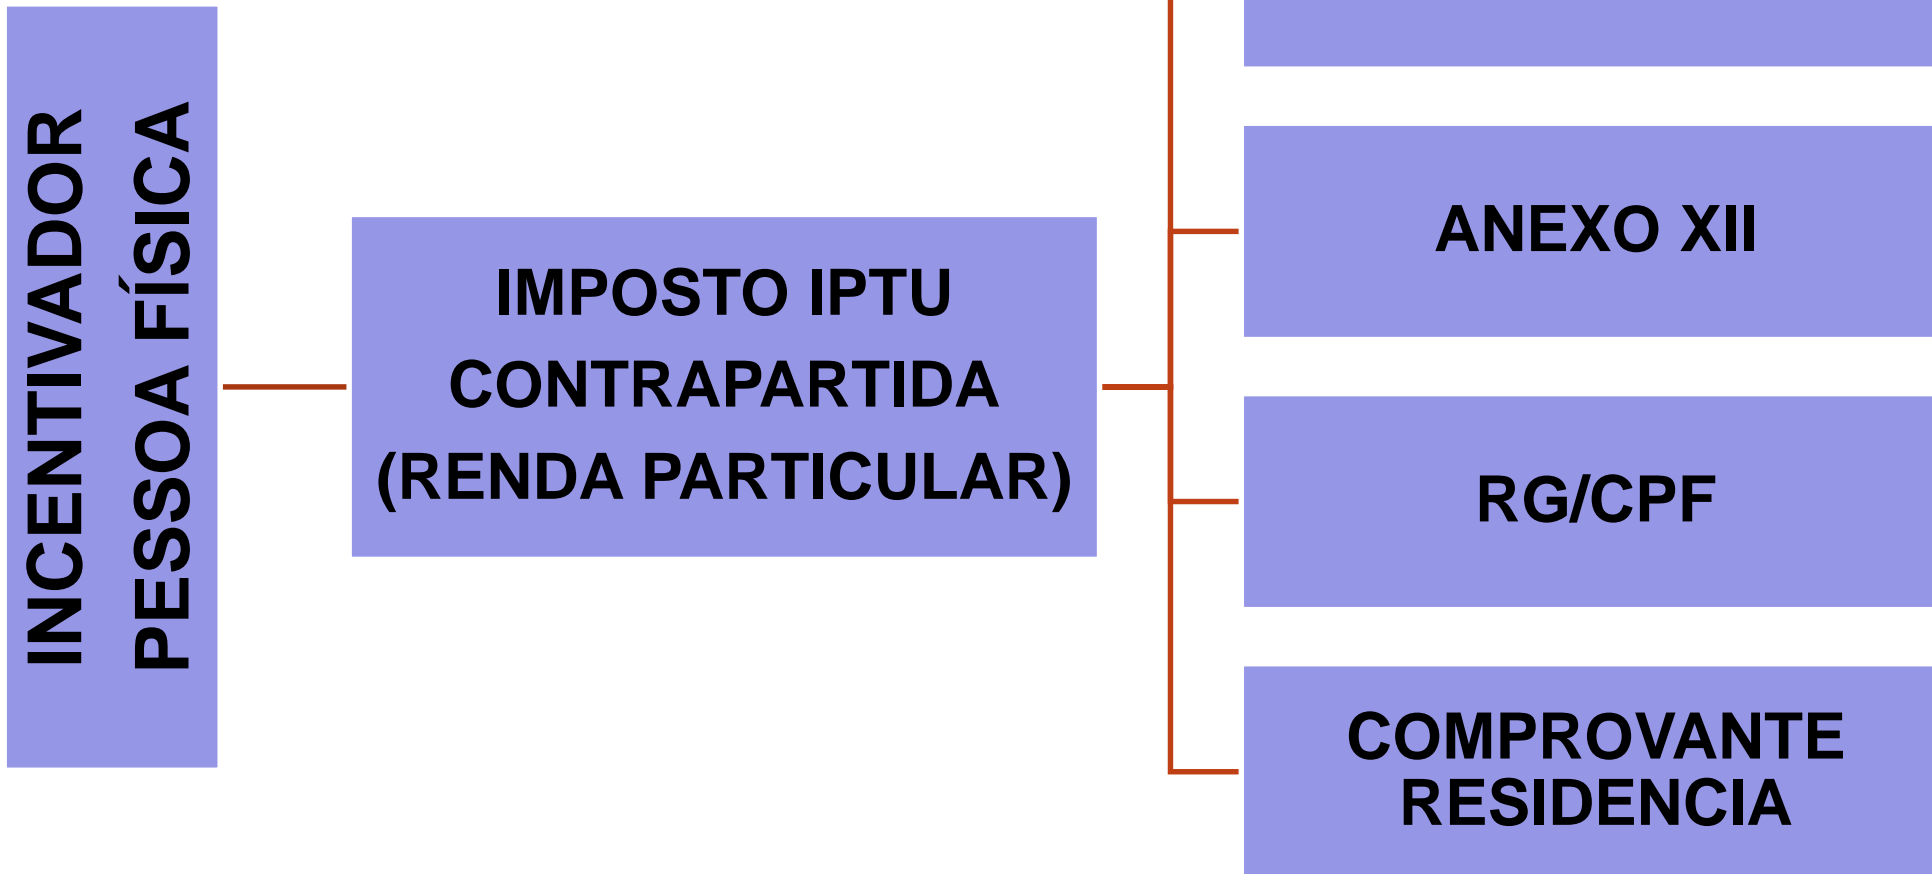 INCENTIVADOR
PESSOA FÍSICA
IMPOSTO IPTU
CONTRAPARTIDA
(RENDA PARTICULAR)
ANEXO XII
RG/CPF
COMPROVANTE
RESIDENCIA